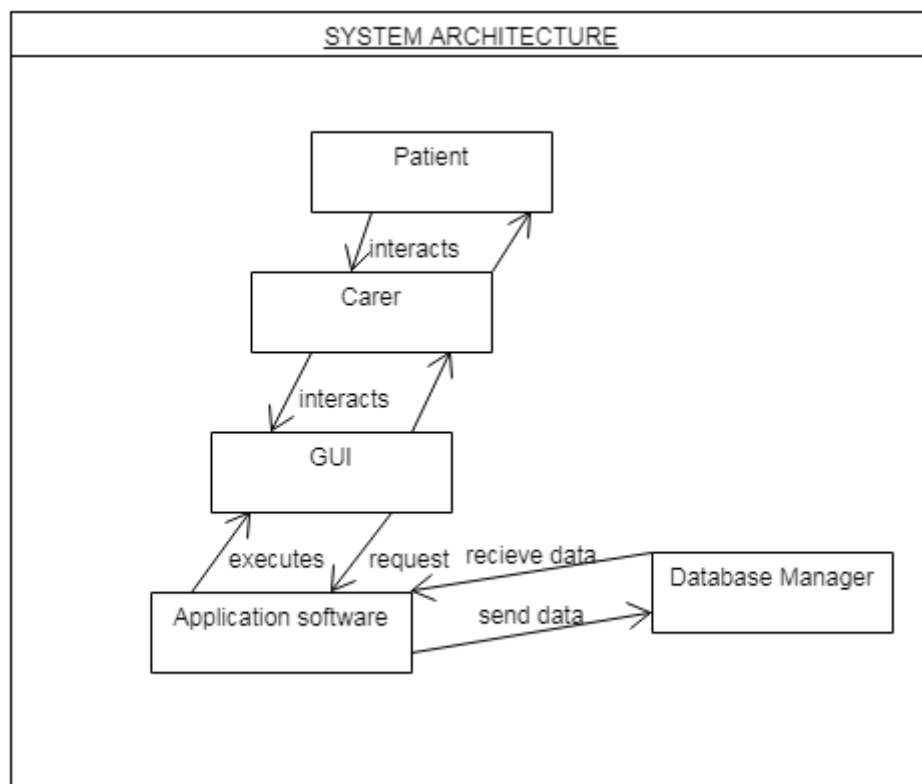 SYSTEM ARCHITECTURE
Patient
interacts
Carer
interacts
GUI
executes
request
recieve data
Database Manager
Application software
send data